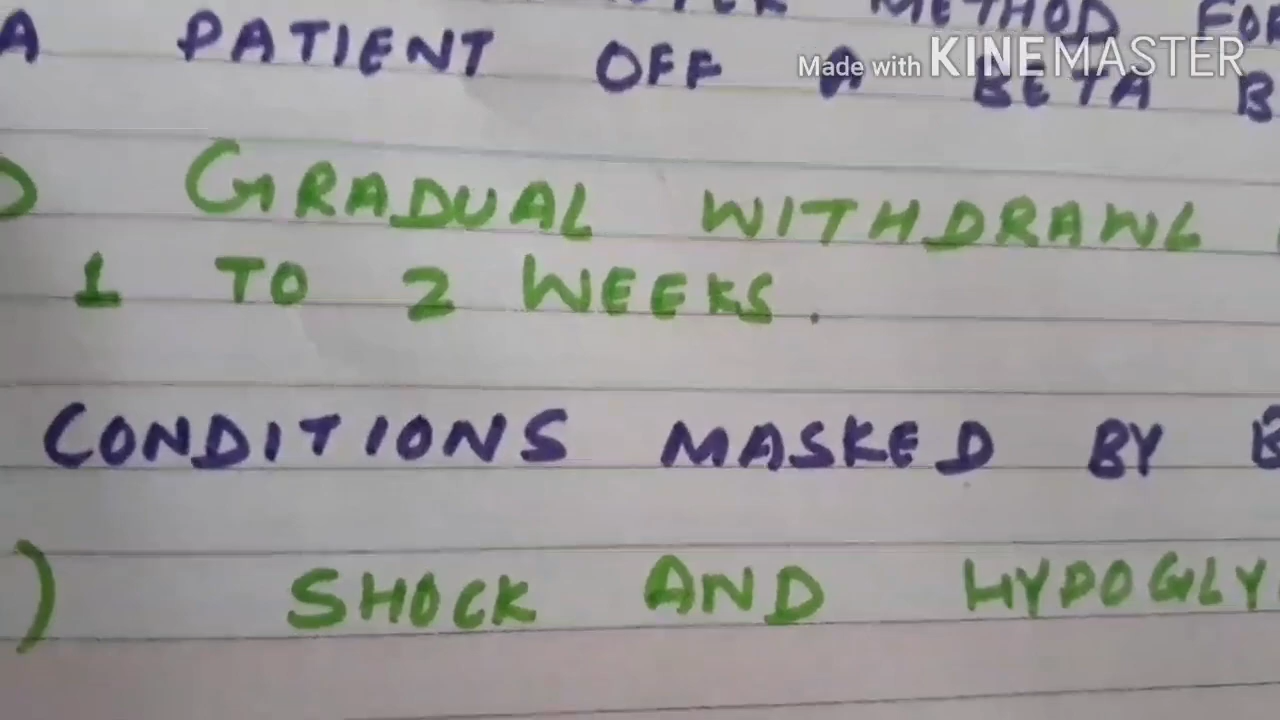 METHOD FOR
A PATIENT OFF A BETA B
Made with KINEMASTER
GRADUAL WITHDRAWL
1 TO 2 WEEKS.
CONDITIONS MASKED BY B
) SHOCK AND HYPOGLY